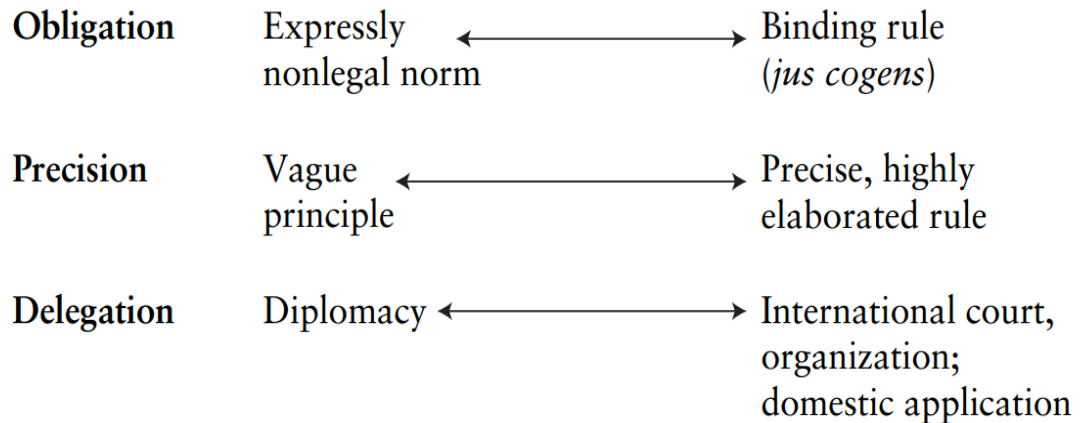 Obligation Expressly nonlegal norm Binding rule (jus cogens)
Precision Vague principle Precise, highly elaborated rule
Delegation Diplomacy International court, organization; domestic application